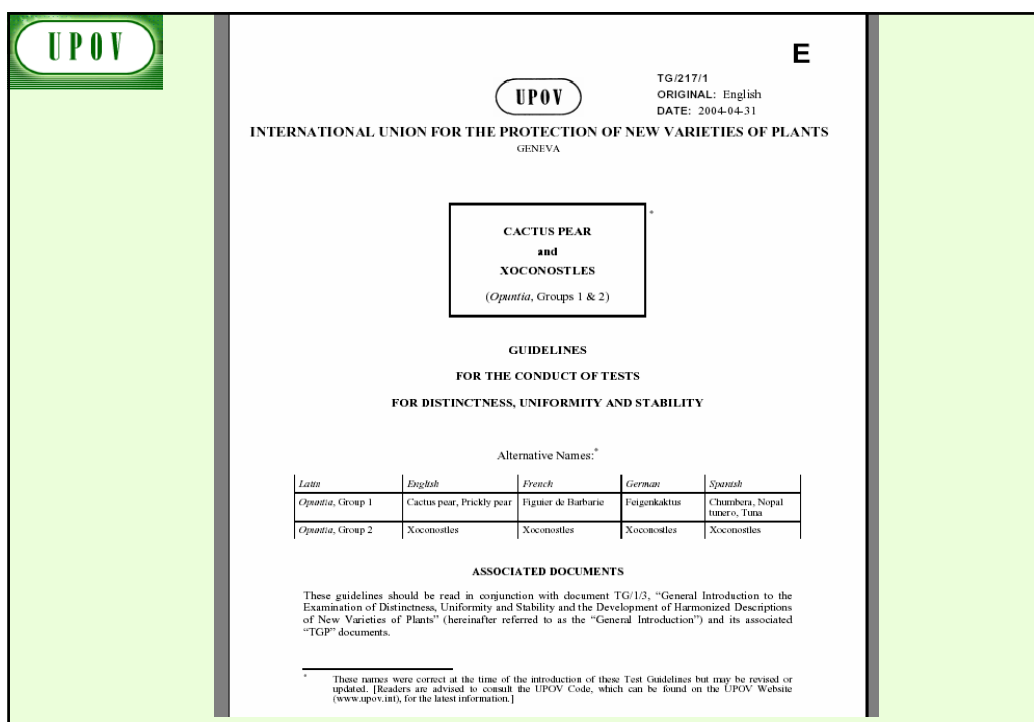 UPOV
E
TG/217/1
UPOV
ORIGINAL: English
DATE: 2004-04-31
INTERNATIONAL UNION FOR THE PROTECTION OF NEW VARIETIES OF PLANTS
GENEVA
*
CACTUS PEAR
and
XOCONOSTLES
(Opuntia, Groups 1 & 2)
GUIDELINES
FOR THE CONDUCT OF TESTS
FOR DISTINCTNESS, UNIFORMITY AND STABILITY
Alternative Names:*
Latin English French German Spanish
Opuntia, Group 1 Cactus pear, Prickly pear Figuier de Barbarie Feigenkaktus Chumbera, Nopal
tunero, Tuna
Opuntia, Group 2 Xoconostles Xoconostles Xoconostles Xoconostles
ASSOCIATED DOCUMENTS
These guidelines should be read in conjunction with document TG/1/3, “General Introduction to the
Examination of Distinctness, Uniformity and Stability and the Development of Harmonized Descriptions
of New Varieties of Plants” (hereinafter referred to as the “General Introduction”) and its associated
“TGP” documents.
* These names were correct at the time of the introduction of these Test Guidelines but may be revised or
updated. [Readers are advised to consult the UPOV Code, which can be found on the UPOV Website
(www.upov.int), for the latest information.]